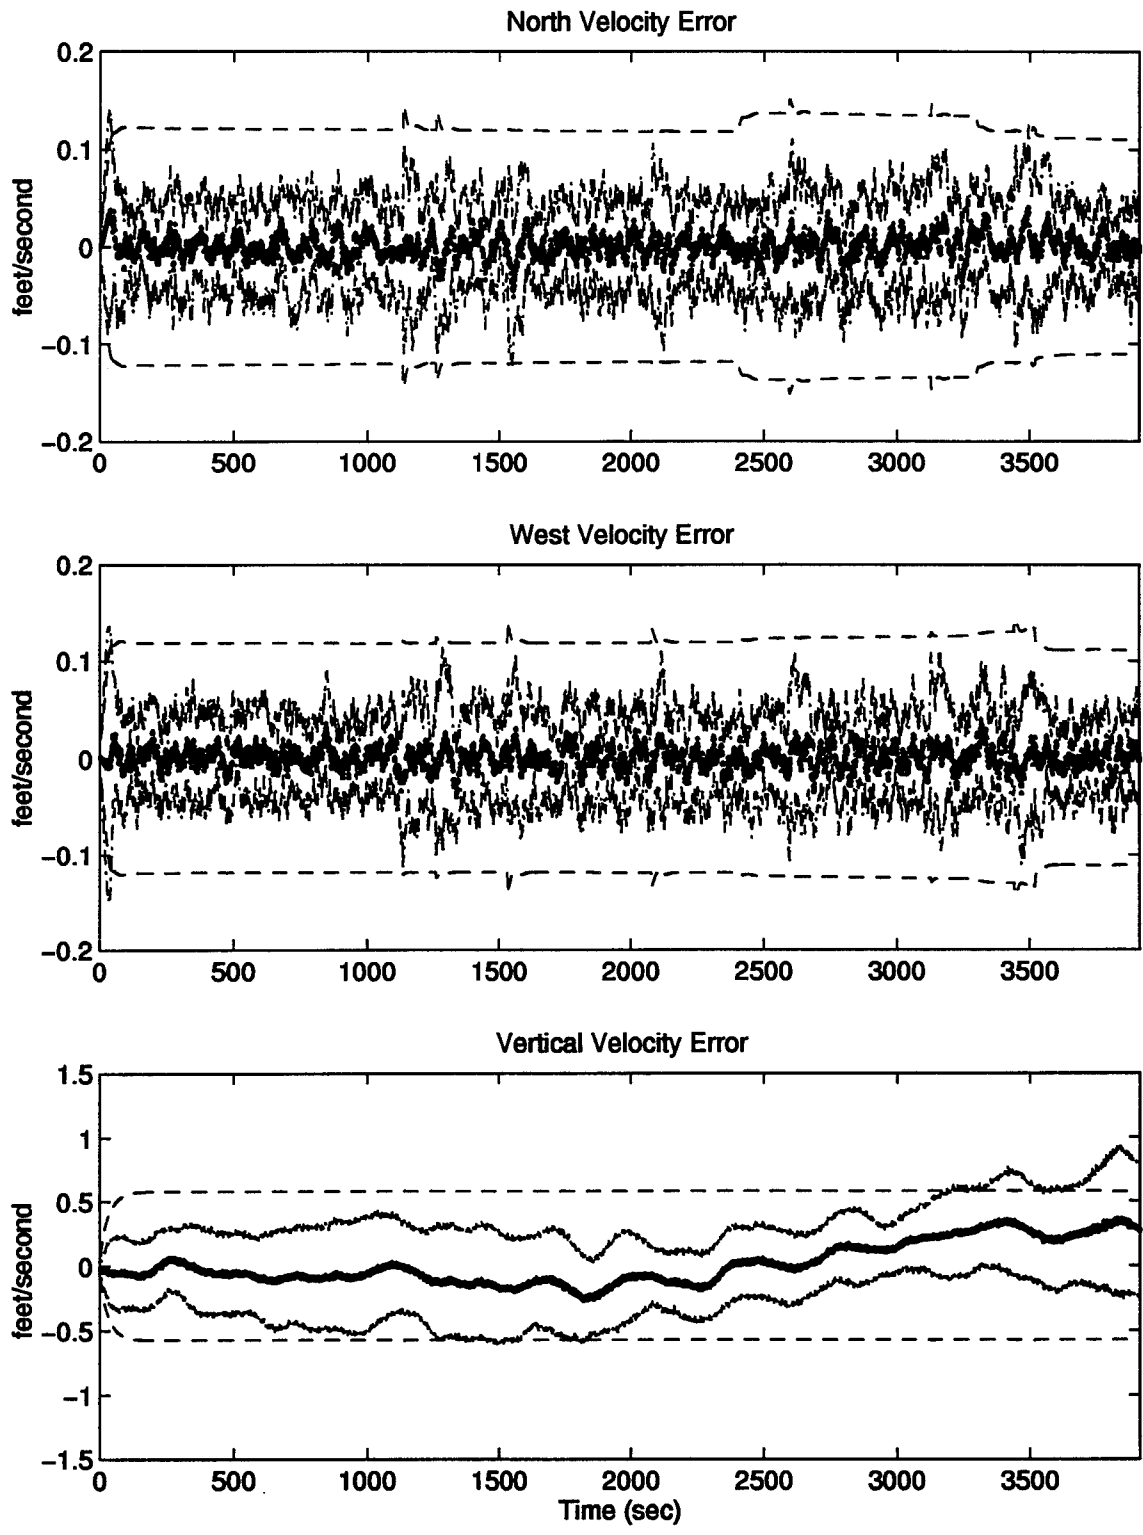 North Velocity Error
0.2
0.1
0
−0.1
−0.2
feet/second
0 500 1000 1500 2000 2500 3000 3500
West Velocity Error
0.2
0.1
0
−0.1
−0.2
feet/second
0 500 1000 1500 2000 2500 3000 3500
Vertical Velocity Error
1.5
1
0.5
0
−0.5
−1
−1.5
feet/second
0 500 1000 1500 2000 2500 3000 3500
Time (sec)